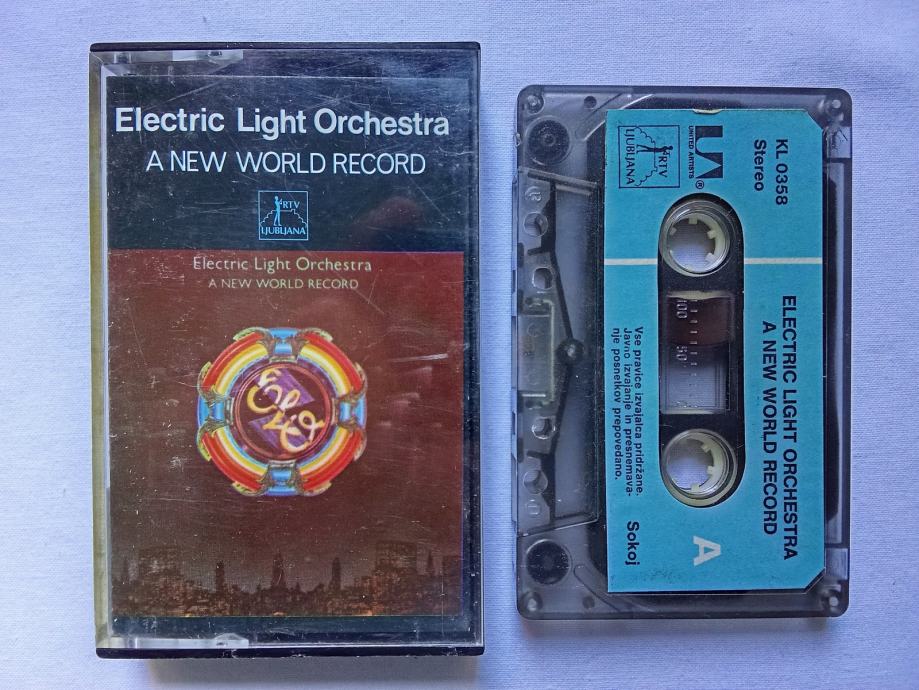 Electric Light Orchestra
A NEW WORLD RECORD
RTV
LJUBLJANA
Electric Light Orchestra
A NEW WORLD RECORD
ELO
KL 0358
Stereo
UA
UNITED ARTISTS ®
RTV
LJUBLJANA
ELECTRIC LIGHT ORCHESTRA
A NEW WORLD RECORD
100
50
Vse pravice izvajalca pridržane.
Javno izvajanje in presnemava-
nje posnetkov prepovedano.
Sokoj
A